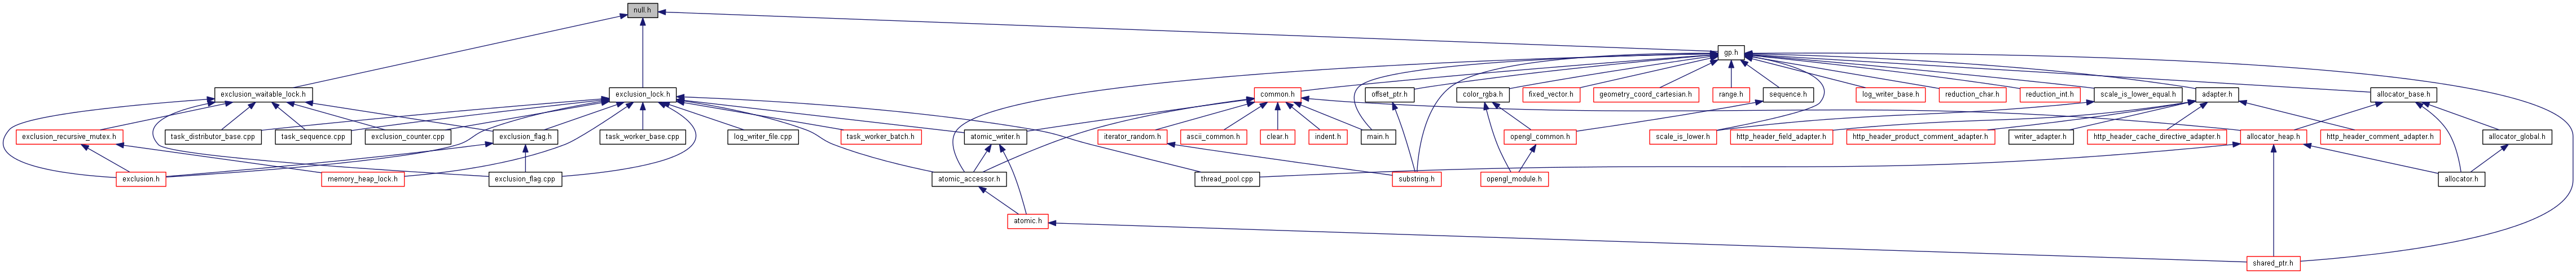 null.h
gp.h
exclusion_waitable_lock.h
exclusion_lock.h
common.h
offset_ptr.h
color_rgba.h
fixed_vector.h
geometry_coord_cartesian.h
range.h
sequence.h
log_writer_base.h
reduction_char.h
reduction_int.h
scale_is_lower_equal.h
adapter.h
allocator_base.h
exclusion_recursive_mutex.h
task_distributor_base.cpp
task_sequence.cpp
exclusion_counter.cpp
exclusion_flag.h
task_worker_base.cpp
log_writer_file.cpp
task_worker_batch.h
atomic_writer.h
iterator_random.h
ascii_common.h
clear.h
indent.h
main.h
opengl_common.h
scale_is_lower.h
http_header_field_adapter.h
http_header_product_comment_adapter.h
writer_adapter.h
http_header_cache_directive_adapter.h
allocator_heap.h
http_header_comment_adapter.h
allocator_global.h
exclusion.h
memory_heap_lock.h
exclusion_flag.cpp
atomic_accessor.h
thread_pool.cpp
substring.h
opengl_module.h
allocator.h
atomic.h
shared_ptr.h